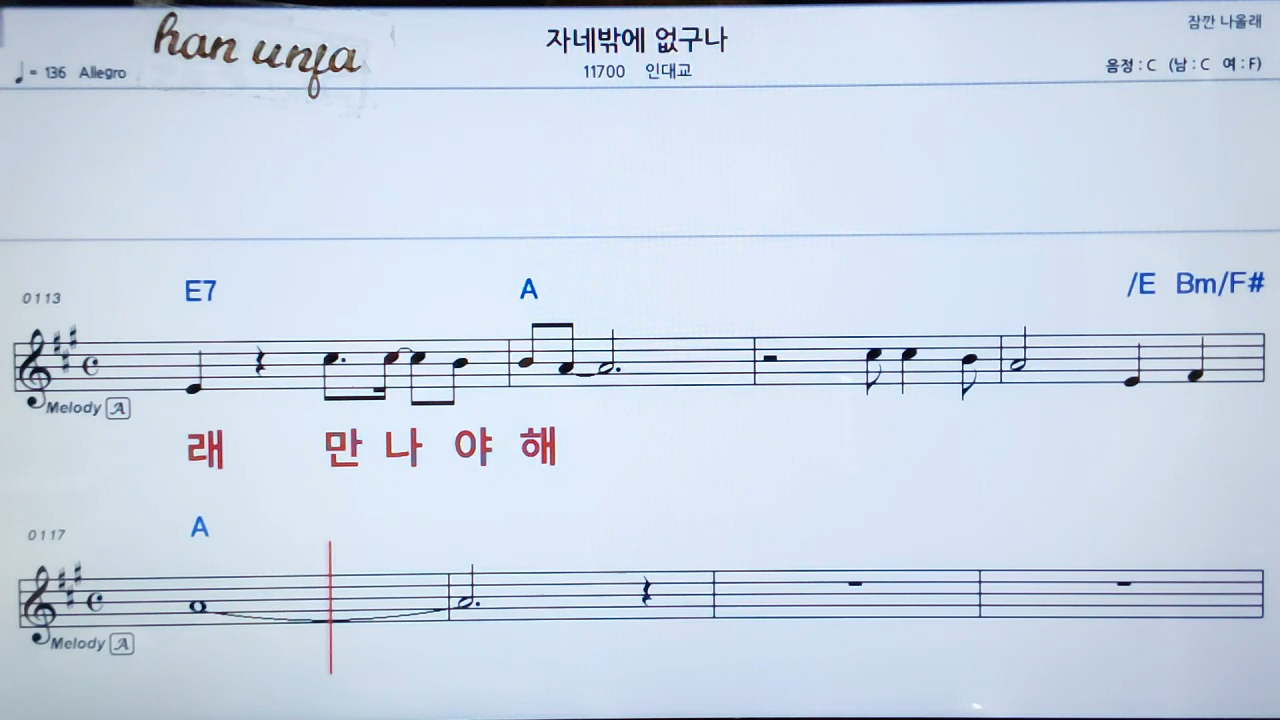 han unja
자네밖에 없구나
잠깐 나올래
♩= 136 Allegro
11700 인대교
음정 : C (남 : C 여 : F)
0113 E7 A /E Bm/F#
Melody A
래 만 나 야 해
0117 A
Melody A